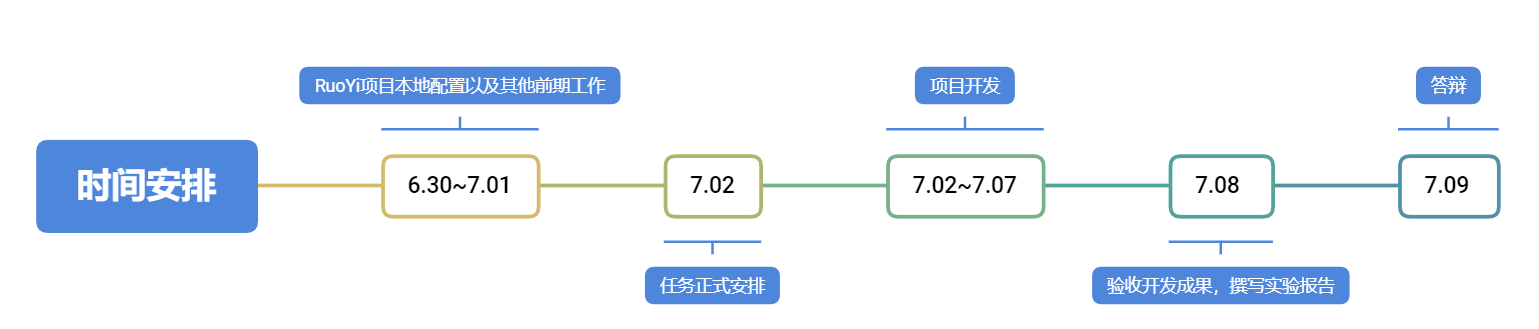 RuoYi项目本地配置以及其他前期工作
项目开发
答辩
时间安排
6.30~7.01
7.02
7.02~7.07
7.08
7.09
任务正式安排
验收开发成果，撰写实验报告